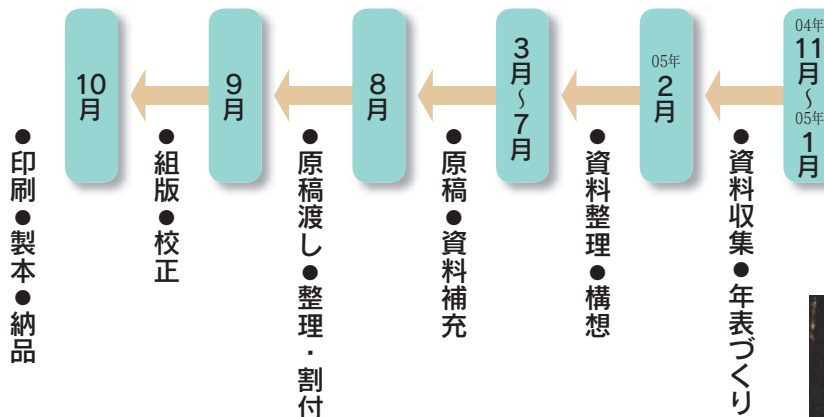 04年
11月
〜
05年
1月
●資料収集●年表づくり
05年
2月
●資料整理●構想
3月〜7月
●原稿●資料補充
8月
●原稿渡し●整理・割付
9月
●組版●校正
10月
●印刷●製本●納品